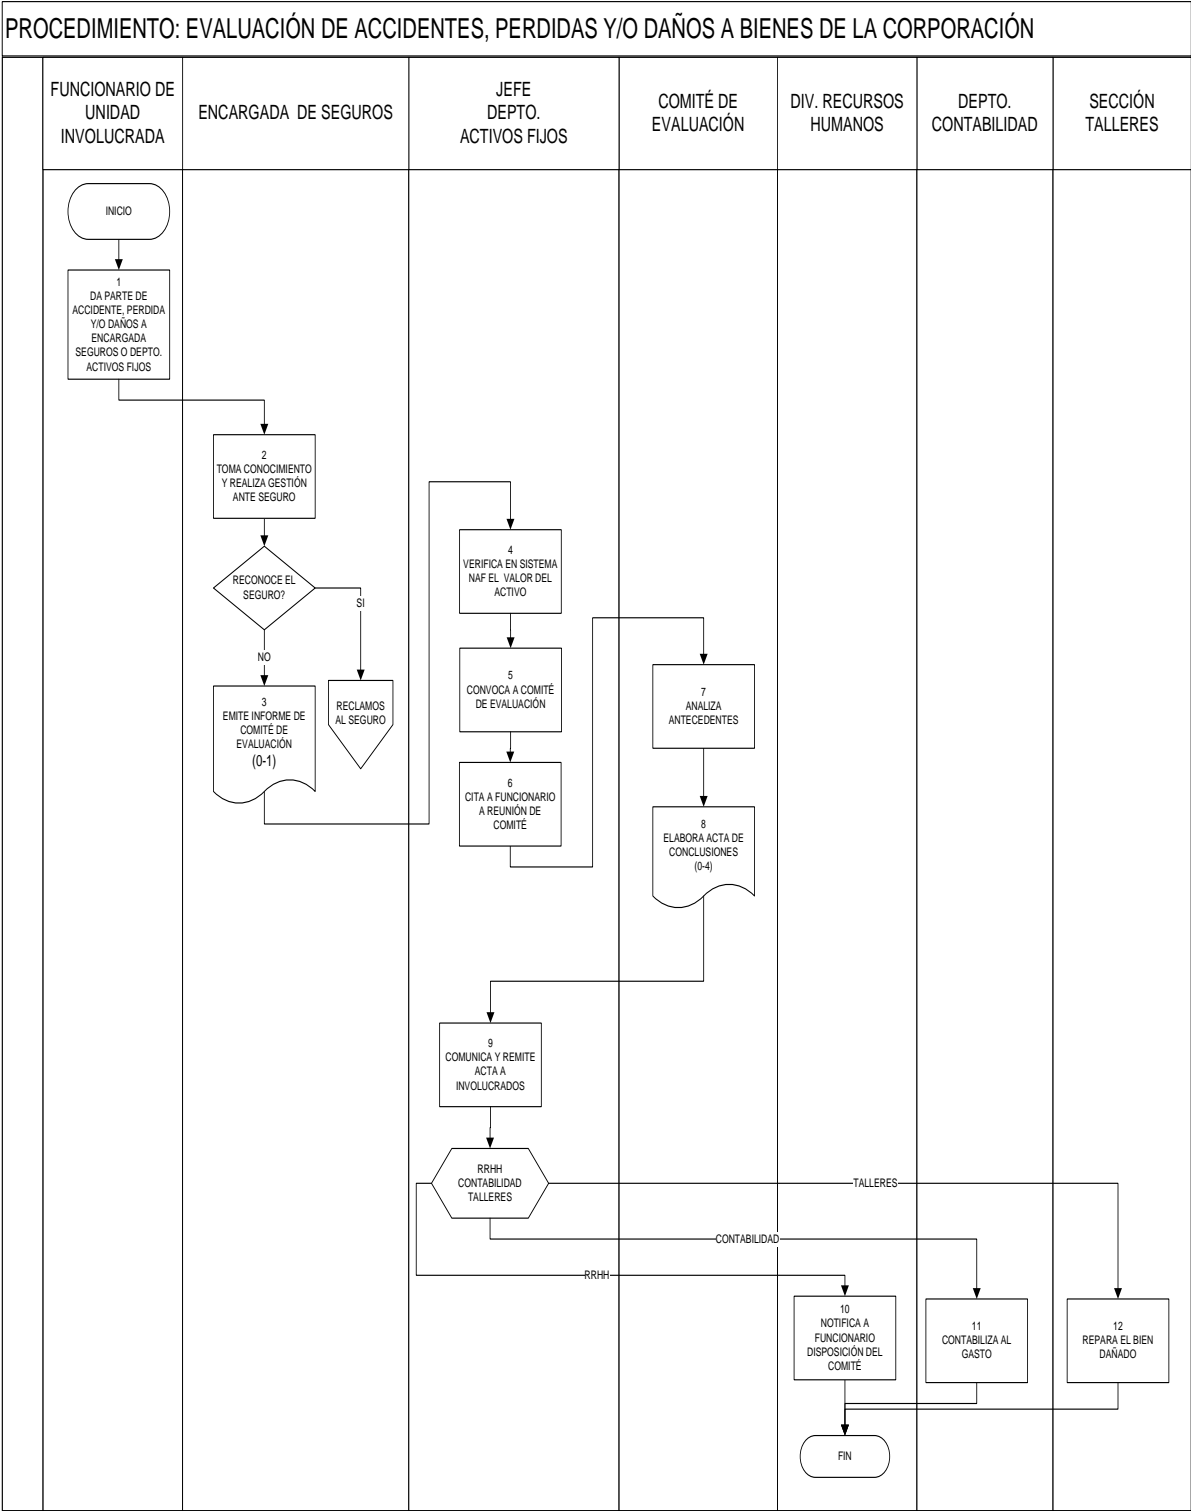 PROCEDIMIENTO: EVALUACIÓN DE ACCIDENTES, PERDIDAS Y/O DAÑOS A BIENES DE LA CORPORACIÓN
FUNCIONARIO DE
UNIDAD
INVOLUCRADA
ENCARGADA DE SEGUROS
JEFE
DEPTO.
ACTIVOS FIJOS
COMITÉ DE
EVALUACIÓN
DIV. RECURSOS
HUMANOS
DEPTO.
CONTABILIDAD
SECCIÓN
TALLERES
INICIO
1
DA PARTE DE
ACCIDENTE, PERDIDA
Y/O DAÑOS A
ENCARGADA
SEGUROS O DEPTO.
ACTIVOS FIJOS
2
TOMA CONOCIMIENTO
Y REALIZA GESTIÓN
ANTE SEGURO
RECONOCE EL
SEGURO?
SI
NO
3
EMITE INFORME DE
COMITÉ DE
EVALUACIÓN
(0-1)
RECLAMOS
AL SEGURO
4
VERIFICA EN SISTEMA
NAF EL VALOR DEL
ACTIVO
5
CONVOCA A COMITÉ
DE EVALUACIÓN
6
CITA A FUNCIONARIO
A REUNIÓN DE
COMITÉ
7
ANALIZA
ANTECEDENTES
8
ELABORA ACTA DE
CONCLUSIONES
(0-4)
9
COMUNICA Y REMITE
ACTA A
INVOLUCRADOS
RRHH
CONTABILIDAD
TALLERES
TALLERES
CONTABILIDAD
RRHH
10
NOTIFICA A
FUNCIONARIO
DISPOSICIÓN DEL
COMITÉ
11
CONTABILIZA AL
GASTO
12
REPARA EL BIEN
DAÑADO
FIN